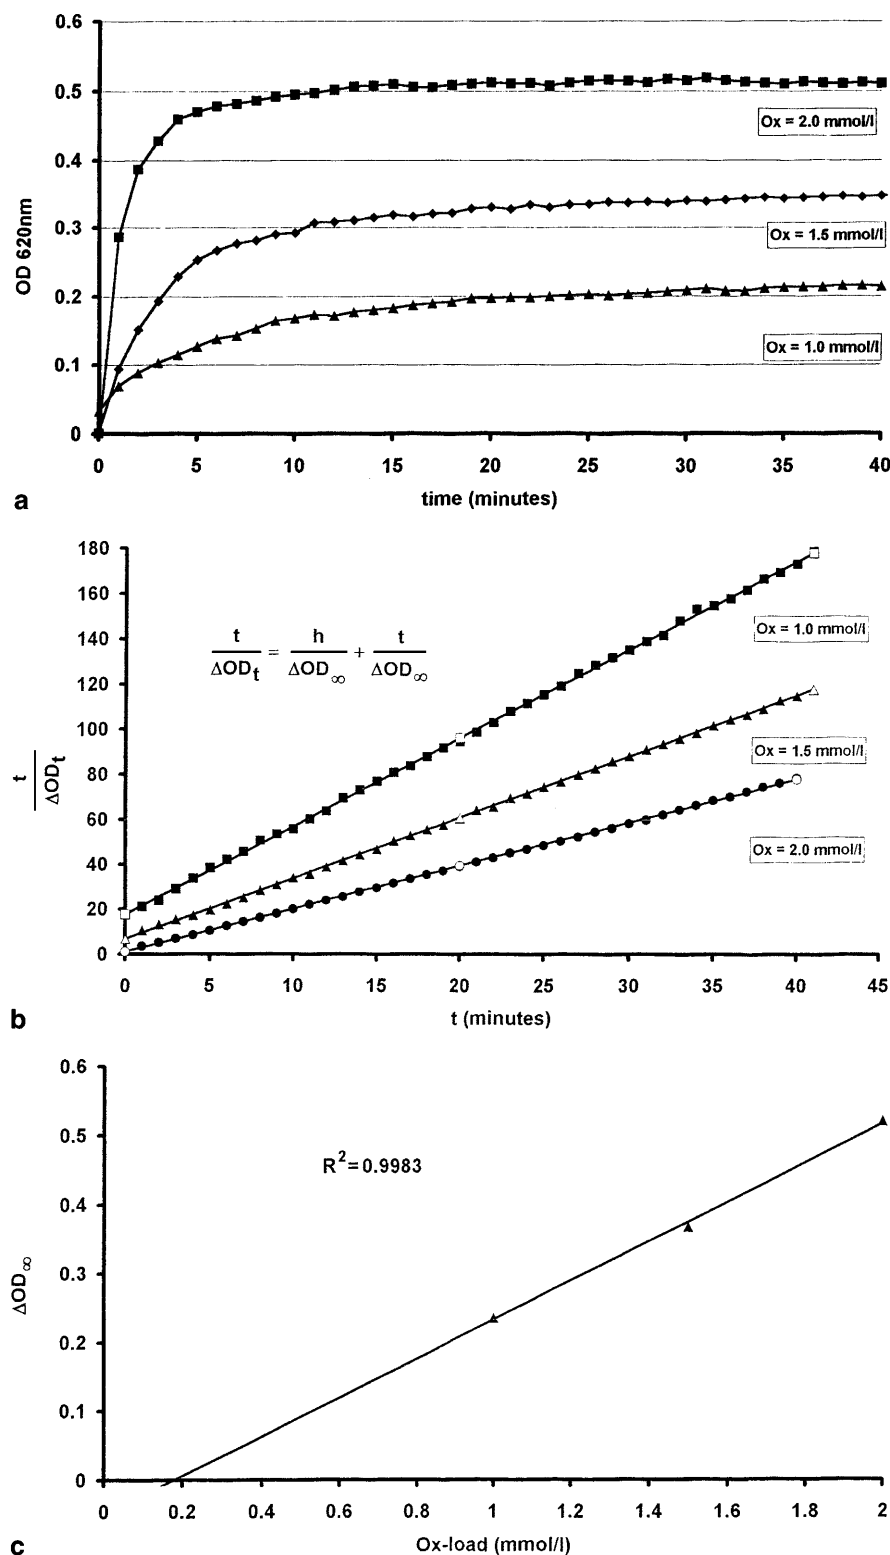 0.6
0.5
0.4
0.3
0.2
0.1
0
OD 620nm
Ox = 2.0 mmol/l
Ox = 1.5 mmol/l
Ox = 1.0 mmol/l
0 5 10 15 20 25 30 35 40
time (minutes)
a
180
160
140
120
100
80
60
40
20
0
t / ΔODt
t / ΔODt = h / ΔOD∞ + t / ΔOD∞
Ox = 1.0 mmol/l
Ox = 1.5 mmol/l
Ox = 2.0 mmol/l
0 5 10 15 20 25 30 35 40 45
t (minutes)
b
0.6
0.5
0.4
0.3
0.2
0.1
0
ΔOD∞
R²=0.9983
0 0.2 0.4 0.6 0.8 1 1.2 1.4 1.6 1.8 2
Ox-load (mmol/l)
c